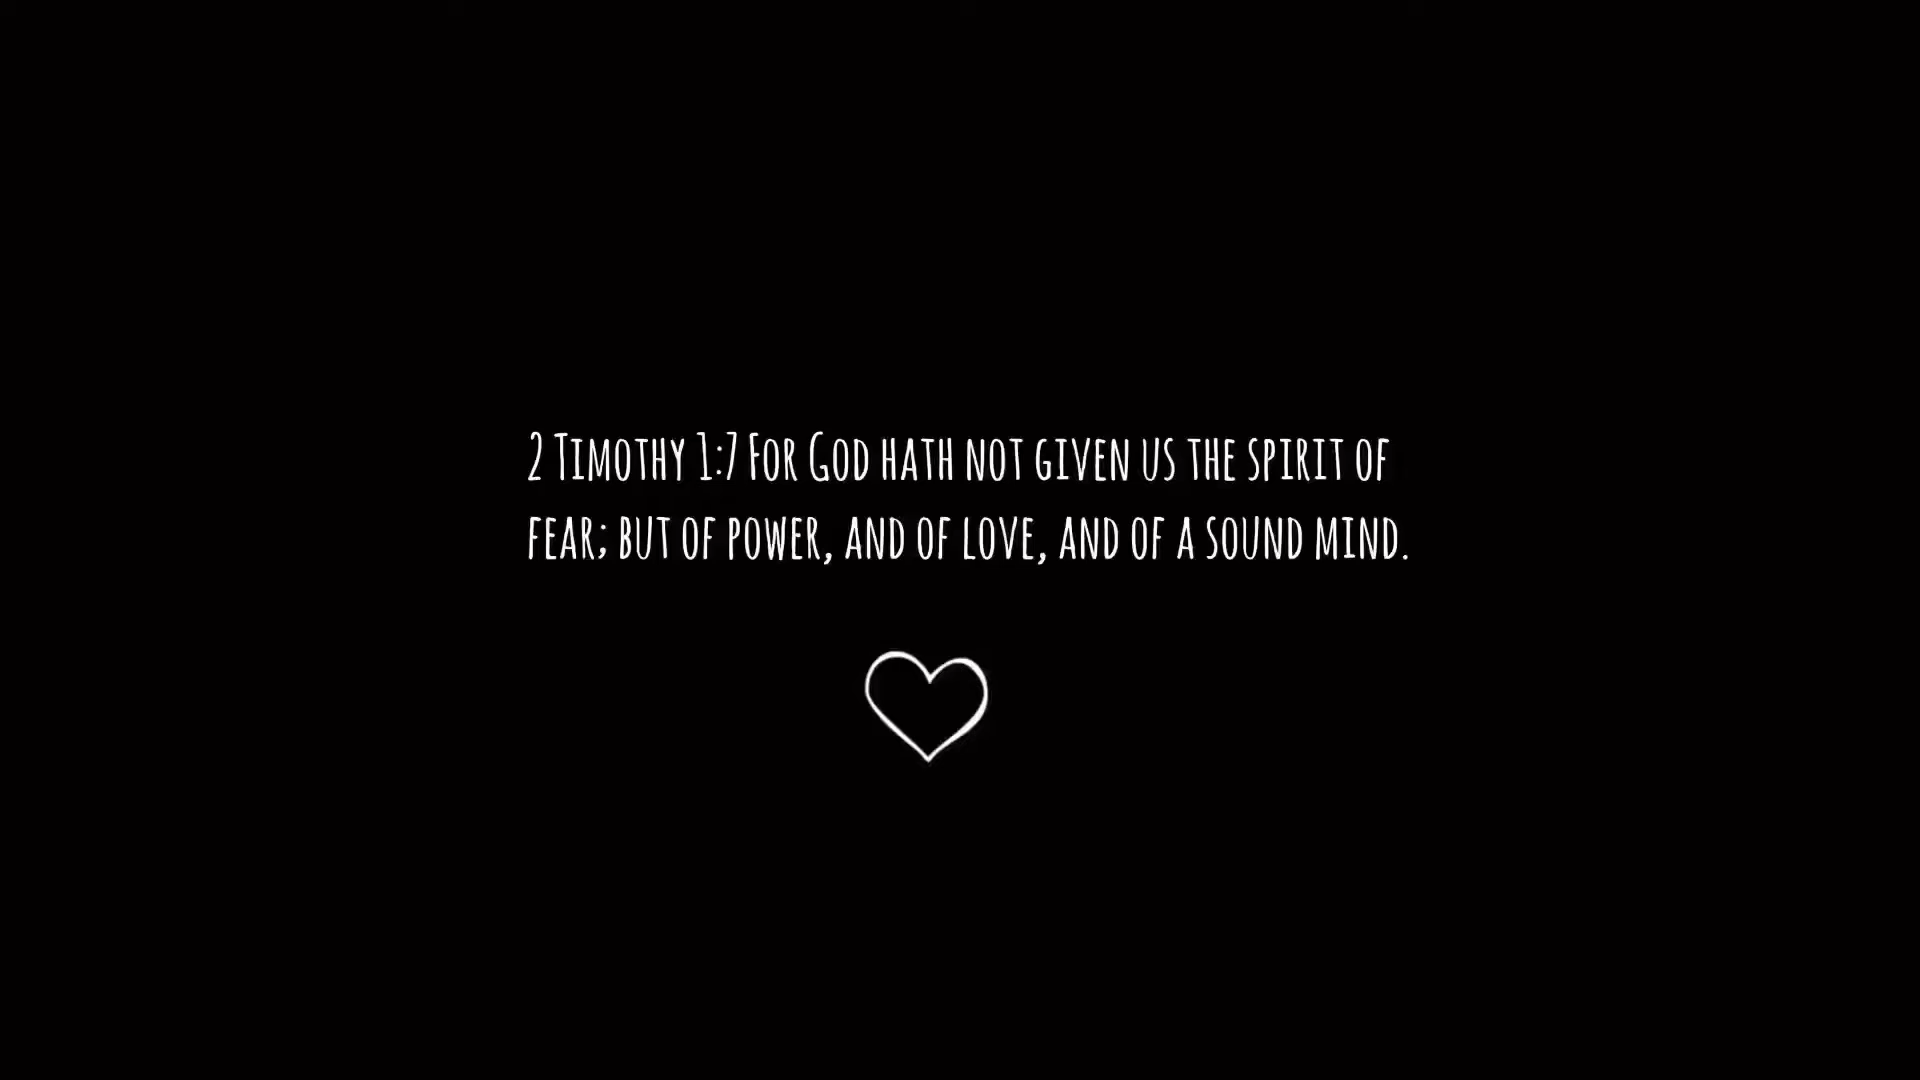 2 Timothy 1:7 For God hath not given us the spirit of
fear; but of power, and of love, and of a sound mind.